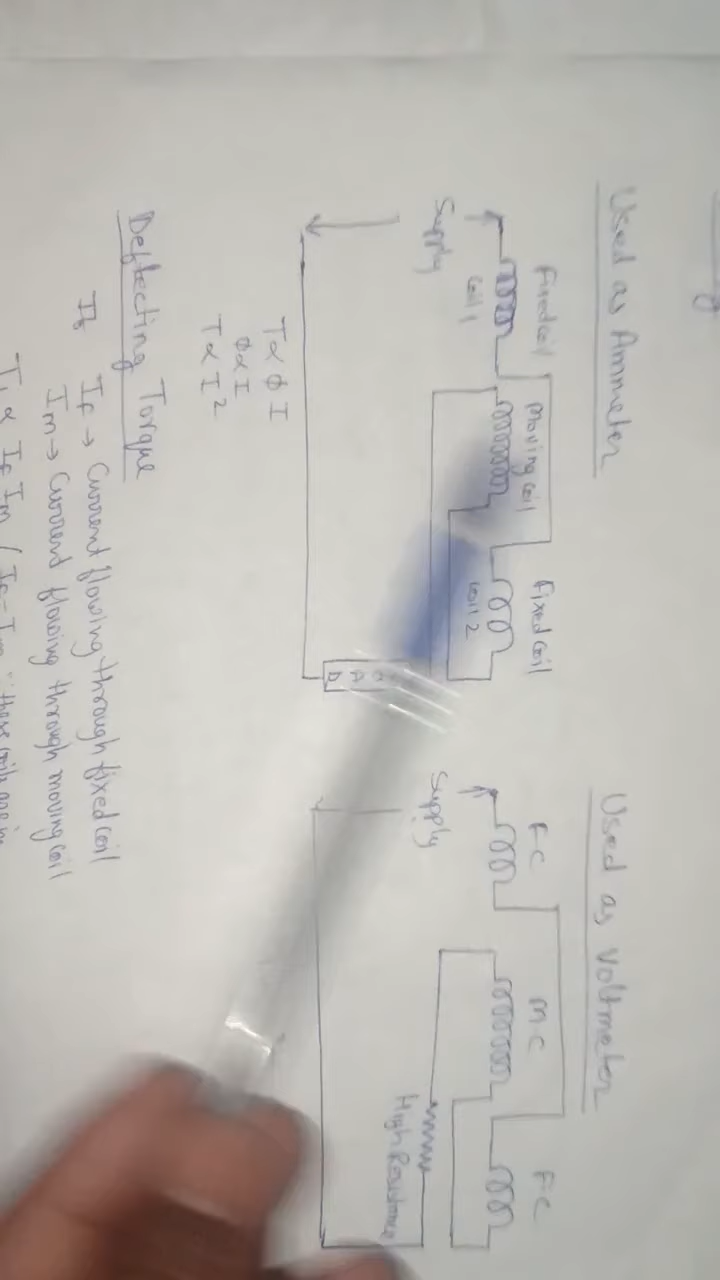 Used as Ammeter
Fixed coil
Moving coil
Fixed coil
coil 1
coil 2
Supply
LOAD
T ∝ ϕ I
ϕ ∝ I
T ∝ I²
Used as Voltmeter
F.C
M.C
F.C
Supply
High Resistance
Deflecting Torque
If → Current flowing through fixed coil
Im → Current flowing through moving coil